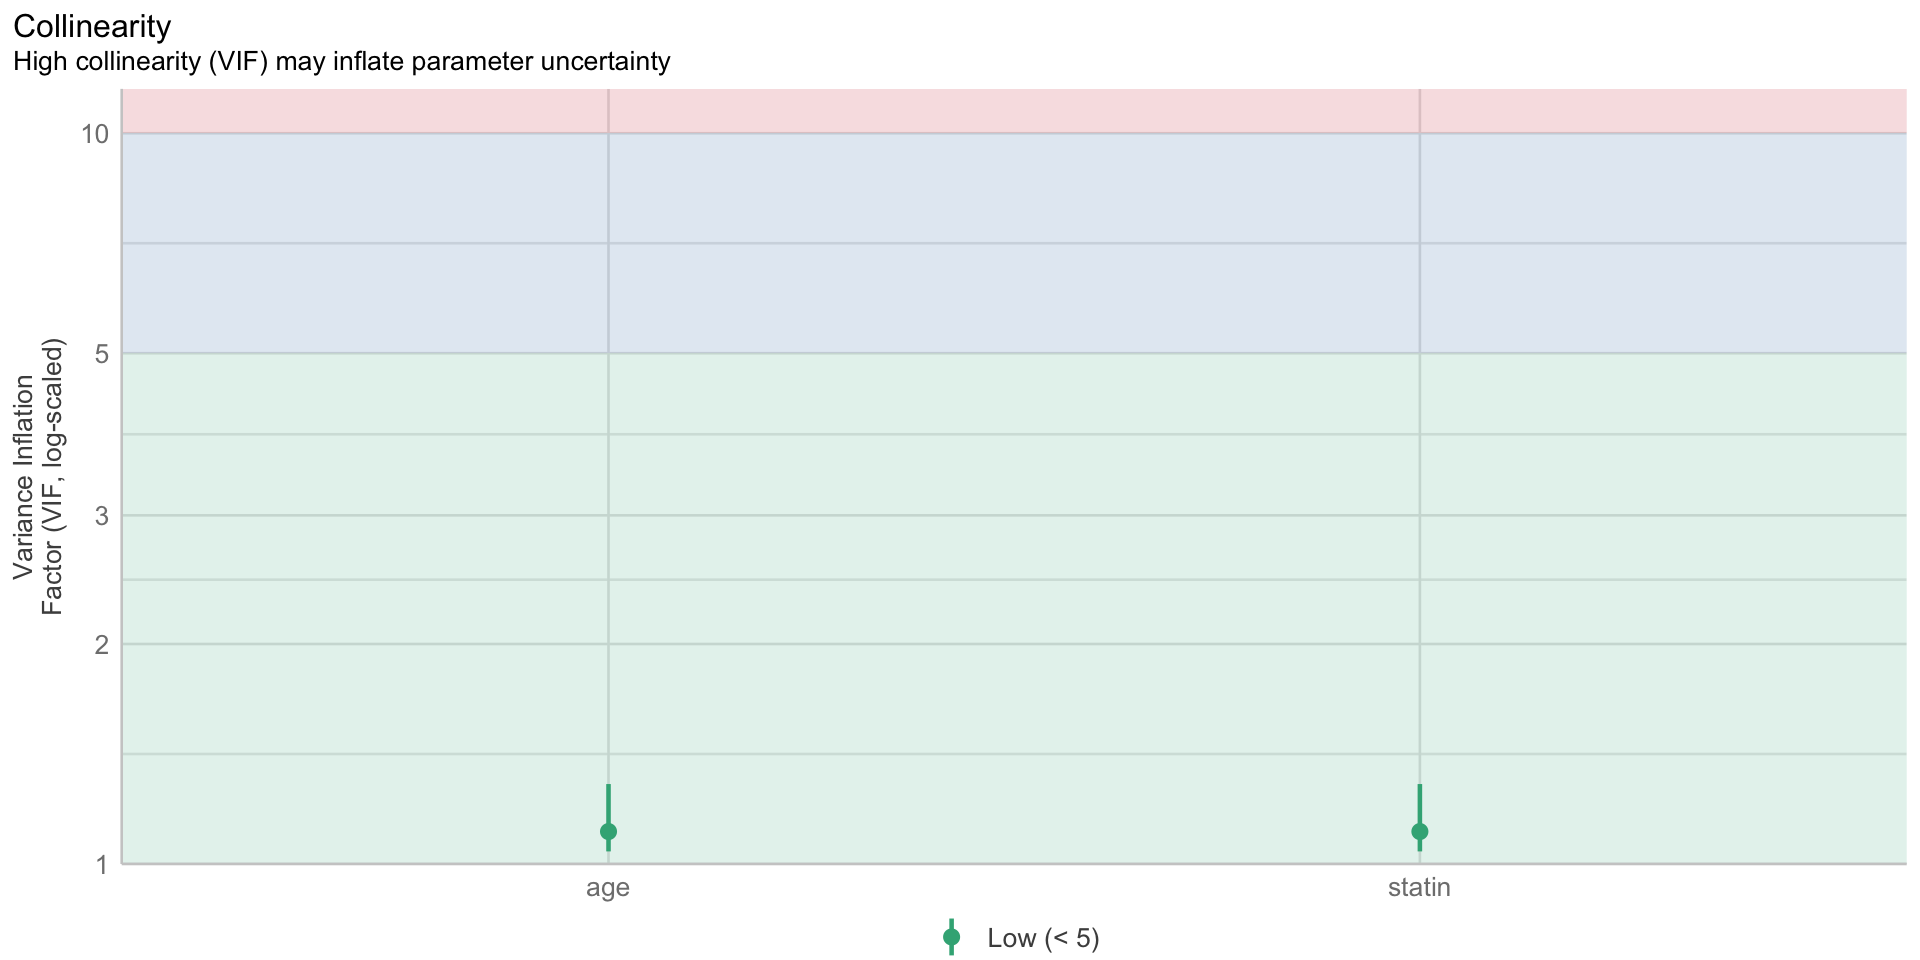 Collinearity
High collinearity (VIF) may inflate parameter uncertainty
Variance Inflation
Factor (VIF, log-scaled)
10
5
3
2
1
age
statin
Low (< 5)